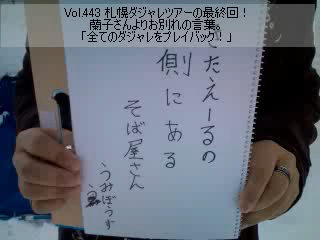 Vol.443 札幌ダジャレツアーの最終回！
蘭子さんよりお別れの言葉。
「全てのダジャレをプレイバック！」
てたえーるの
側にある
そば屋さん
うみぼうず